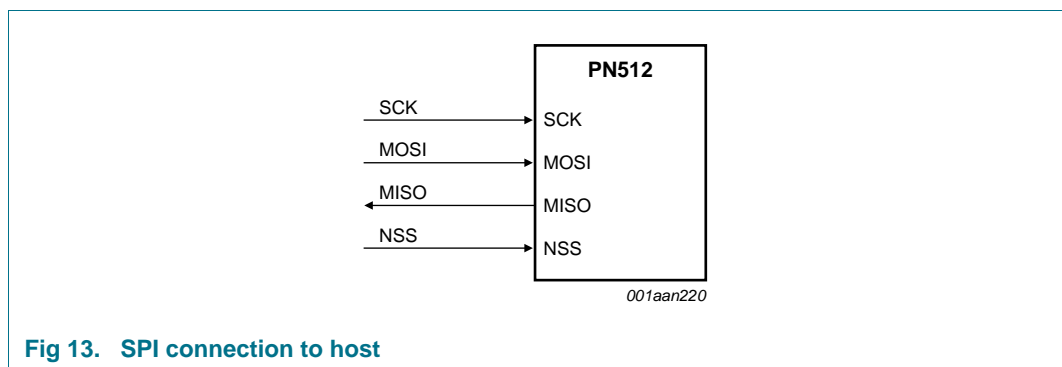 PN512
SCK SCK
MOSI MOSI
MISO MISO
NSS NSS
001aan220
Fig 13. SPI connection to host